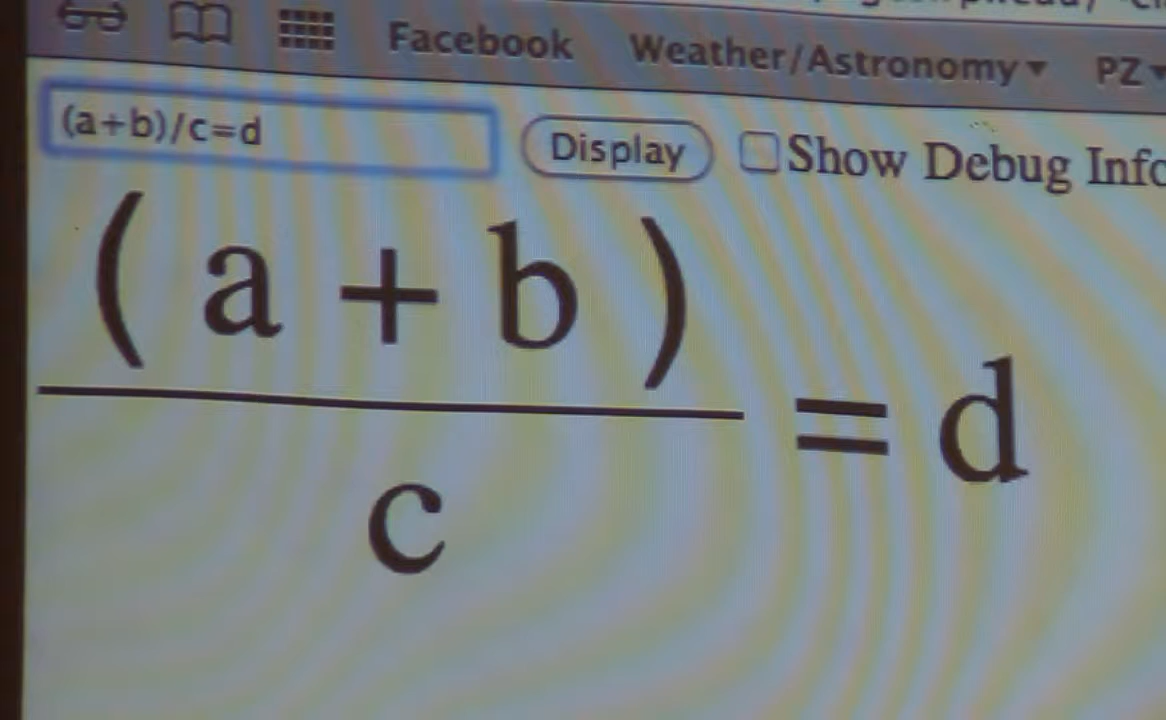 Facebook Weather/Astronomy PZ
(a+b)/c=d Display Show Debug Info
( a + b )
= d
c